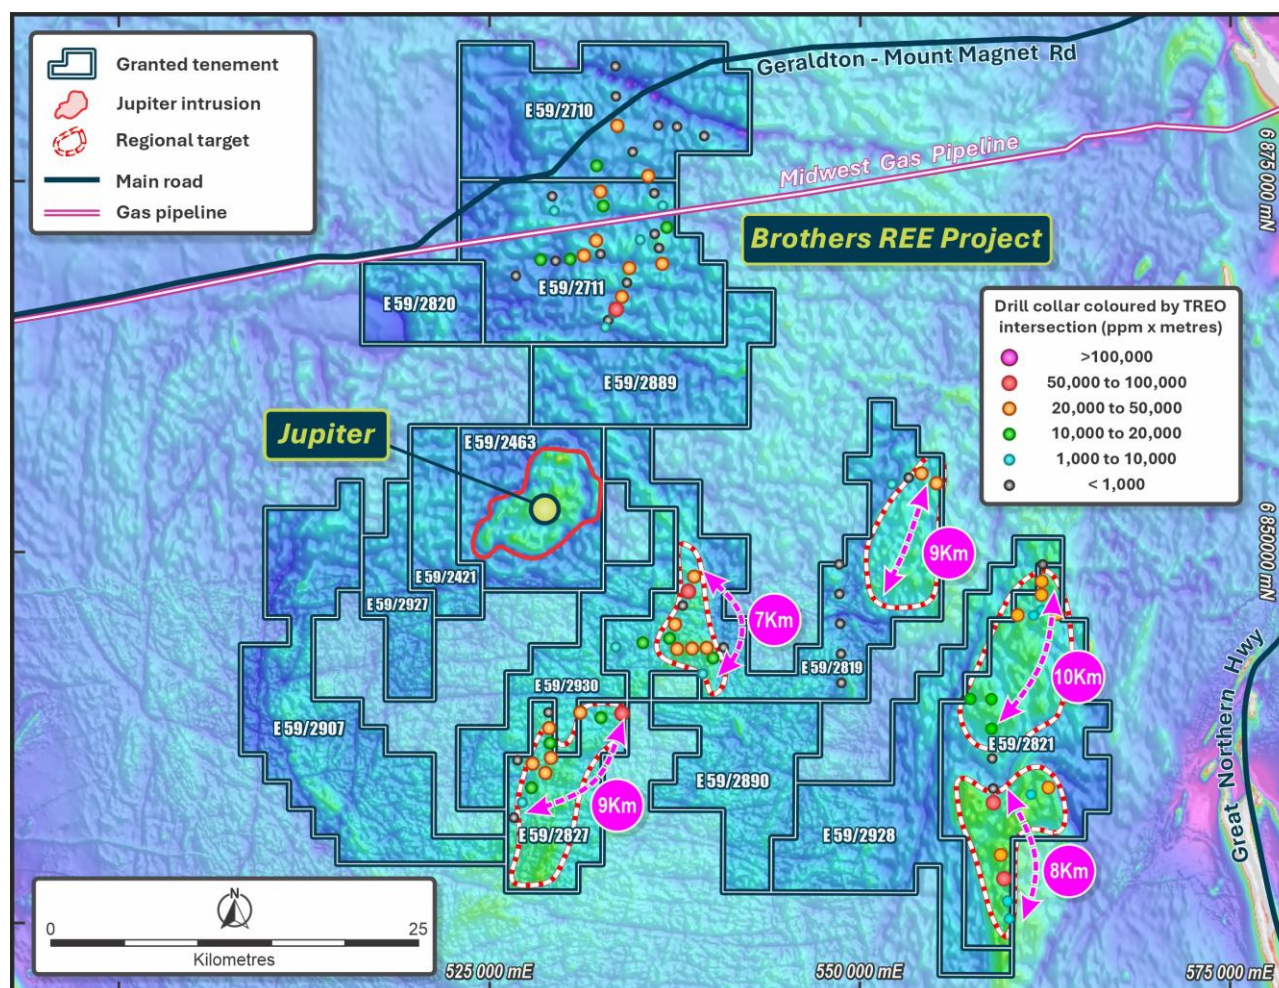 Granted tenement
Jupiter intrusion
Regional target
Main road
Gas pipeline
Geraldton - Mount Magnet Rd
E 59/2710
Midwest Gas Pipeline
6 875 000 mN
Brothers REE Project
E 59/2820
E 59/2711
Drill collar coloured by TREO
intersection (ppm x metres)
>100,000
50,000 to 100,000
20,000 to 50,000
10,000 to 20,000
1,000 to 10,000
< 1,000
E 59/2889
Jupiter
E 59/2463
6 850 000 mN
9Km
E 59/2421
E 59/2927
7Km
E 59/2819
10Km
E 59/2930
E 59/2907
E 59/2821
Great Northern Hwy
E 59/2890
9Km
E 59/2827
E 59/2928
8Km
N
0
25
Kilometres
525 000 mE
550 000 mE
575 000 mE